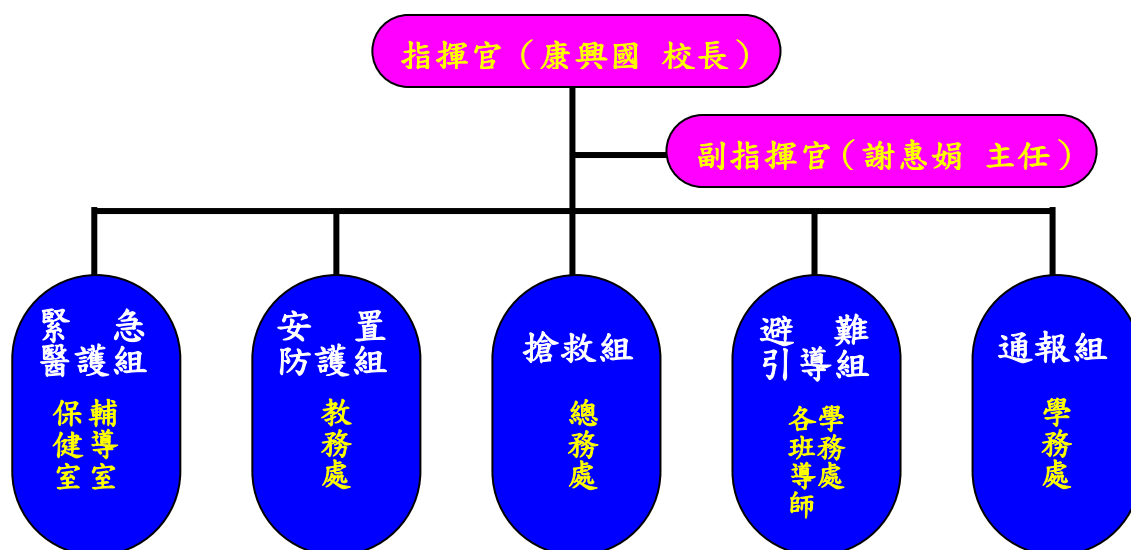 指揮官（康興國 校長）
副指揮官（謝惠娟 主任）
緊 急
醫護組
輔導室
保健室
安 置
防護組
教務處
搶救組
總務處
避 難
引導組
學務處
各班導師
通報組
學務處